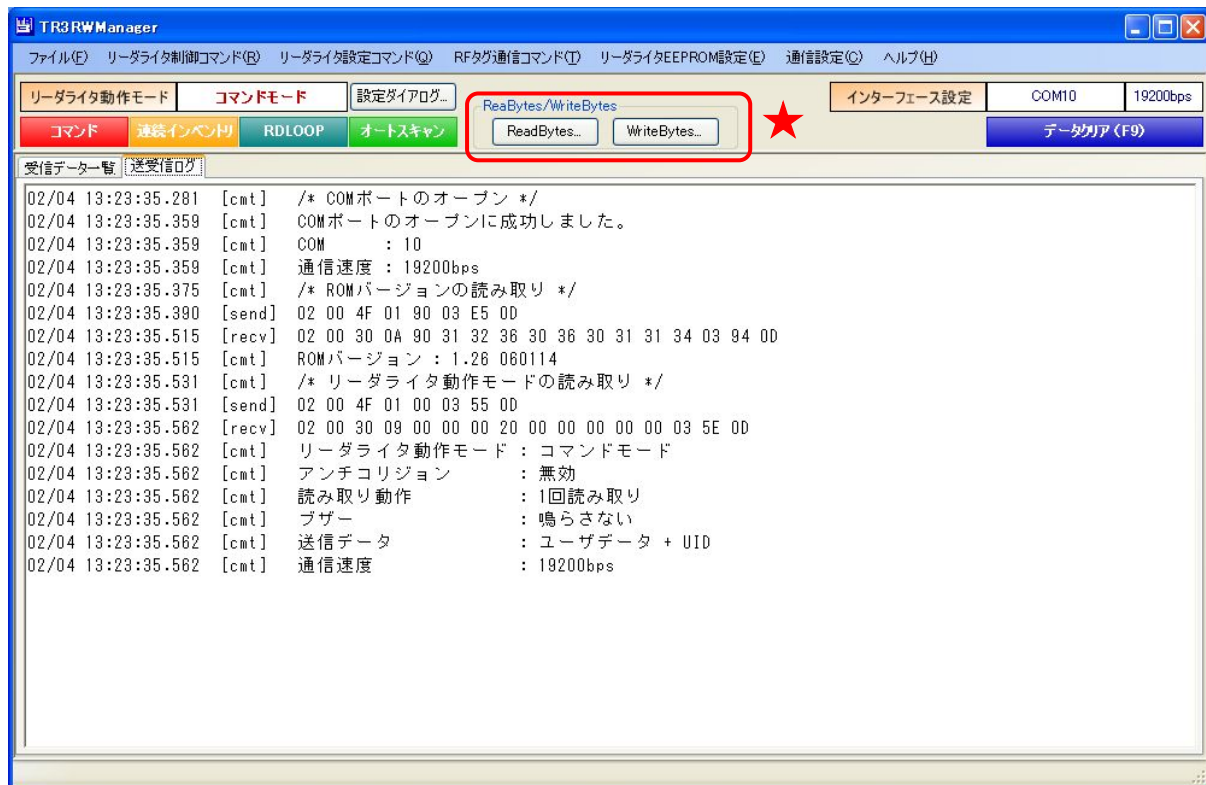 TR3RWManager
ファイル(F) リーダライタ制御コマンド(R) リーダライタ設定コマンド(Q) RFタグ通信コマンド(T) リーダライタEEPROM設定(E) 通信設定(C) ヘルプ(H)
リーダライタ動作モード コマンドモード 設定ダイアログ... ReaBytes/WriteBytes インターフェース設定 COM10 19200bps
コマンド 連続インベントリ RDLOOP オートスキャン ReadBytes... WriteBytes... データクリア(F9)
受信データ一覧 送受信ログ
02/04 13:23:35.281 [cmt] /* COMポートのオープン */
02/04 13:23:35.359 [cmt] COMポートのオープンに成功しました。
02/04 13:23:35.359 [cmt] COM : 10
02/04 13:23:35.359 [cmt] 通信速度 : 19200bps
02/04 13:23:35.375 [cmt] /* ROMバージョンの読み取り */
02/04 13:23:35.390 [send] 02 00 4F 01 90 03 E5 0D
02/04 13:23:35.515 [recv] 02 00 30 0A 90 31 32 36 30 36 30 31 31 34 03 94 0D
02/04 13:23:35.515 [cmt] ROMバージョン : 1.26 060114
02/04 13:23:35.531 [cmt] /* リーダライタ動作モードの読み取り */
02/04 13:23:35.531 [send] 02 00 4F 01 00 03 55 0D
02/04 13:23:35.562 [recv] 02 00 30 09 00 00 00 20 00 00 00 00 00 03 5E 0D
02/04 13:23:35.562 [cmt] リーダライタ動作モード : コマンドモード
02/04 13:23:35.562 [cmt] アンチコリジョン : 無効
02/04 13:23:35.562 [cmt] 読み取り動作 : 1回読み取り
02/04 13:23:35.562 [cmt] ブザー : 鳴らさない
02/04 13:23:35.562 [cmt] 送信データ : ユーザデータ + UID
02/04 13:23:35.562 [cmt] 通信速度 : 19200bps